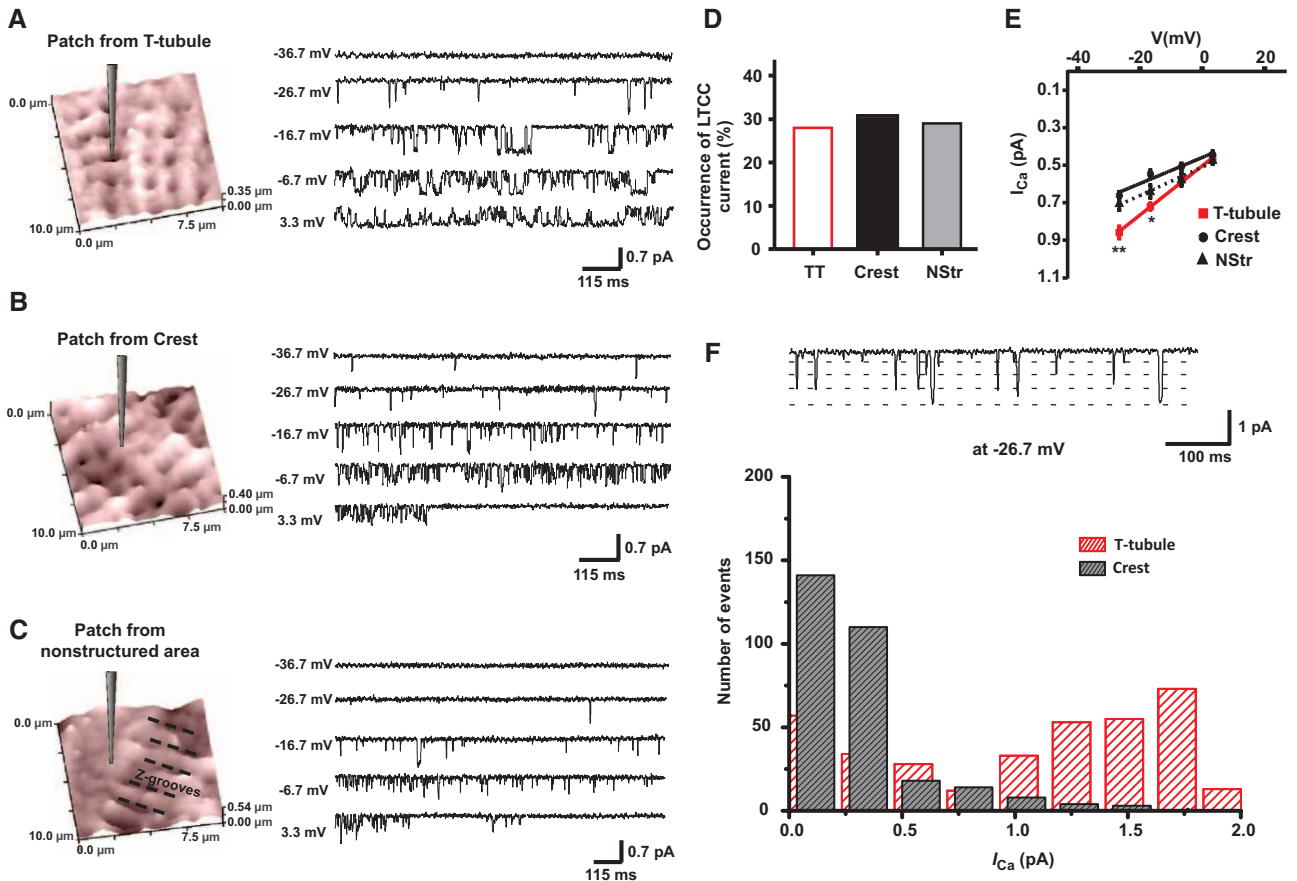 A
Patch from T-tubule
0.0 µm
10.0 µm
0.0 µm
7.5 µm
0.35 µm
0.00 µm
-36.7 mV
-26.7 mV
-16.7 mV
-6.7 mV
3.3 mV
0.7 pA
115 ms
B
Patch from Crest
0.0 µm
10.0 µm
0.0 µm
7.5 µm
0.40 µm
0.00 µm
-36.7 mV
-26.7 mV
-16.7 mV
-6.7 mV
3.3 mV
0.7 pA
115 ms
C
Patch from
nonstructured area
0.0 µm
Z-grooves
10.0 µm
0.0 µm
7.5 µm
0.54 µm
0.00 µm
-36.7 mV
-26.7 mV
-16.7 mV
-6.7 mV
3.3 mV
0.7 pA
115 ms
D
Occurrence of LTCC
current (%)
40
30
20
10
0
TT
Crest
NStr
E
V(mV)
-40
-20
0
20
I Ca (pA)
0.1
0.3
0.5
0.7
0.9
1.1
**
*
T-tubule
Crest
NStr
F
1 pA
100 ms
at -26.7 mV
Number of events
200
150
100
50
0
T-tubule
Crest
0.0
0.5
1.0
1.5
2.0
I Ca (pA)